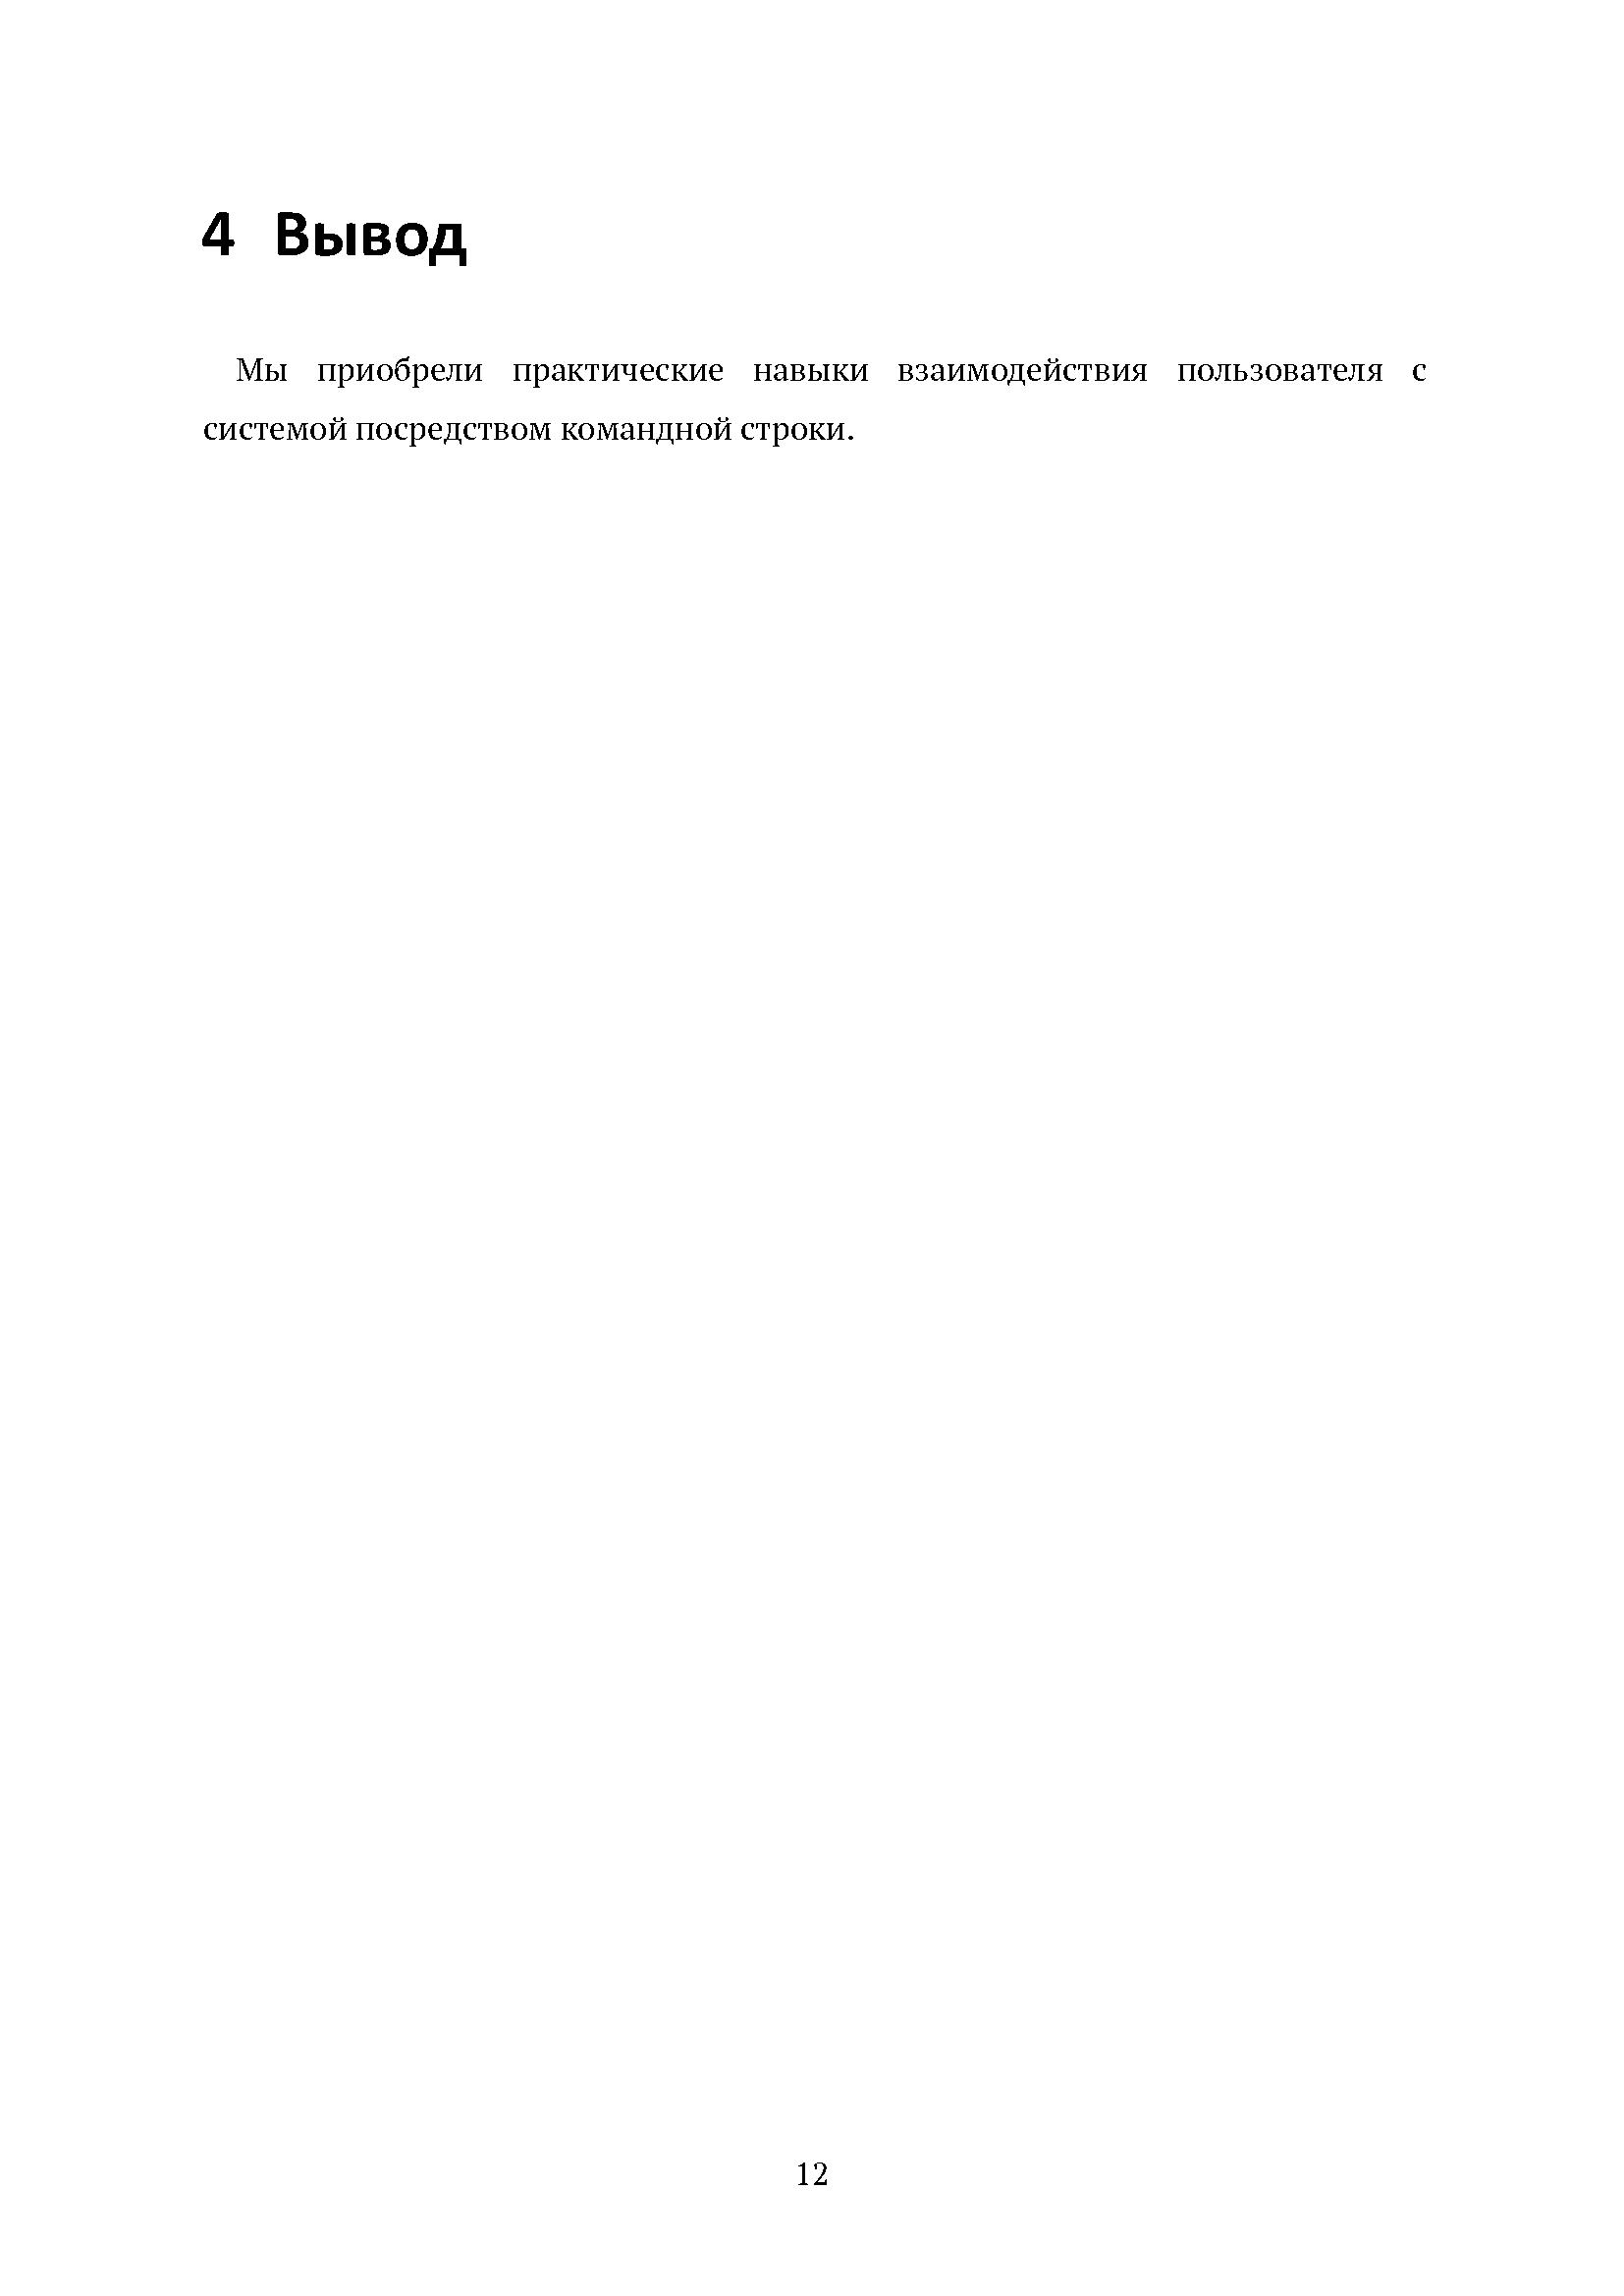 4 Вывод
Мы приобрели практические навыки взаимодействия пользователя с
системой посредством командной строки.
12